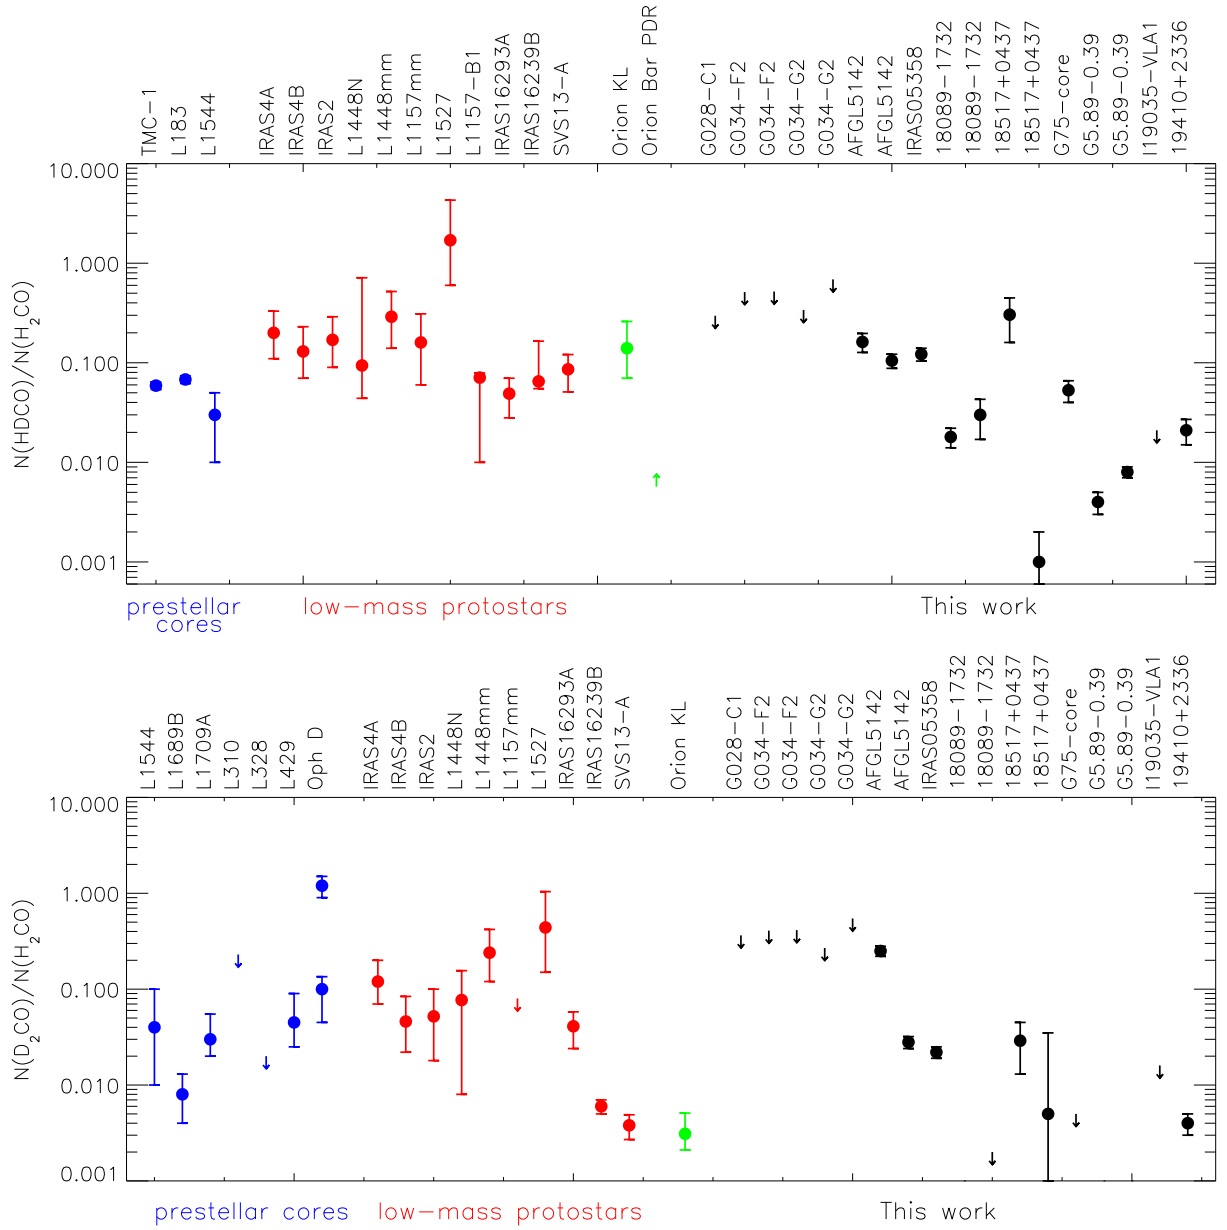 TMC-1
L183
L1544
IRAS4A
IRAS4B
IRAS2
L1448N
L1448mm
L1157mm
L1527
L1157-B1
IRAS16293A
IRAS16239B
SVS13-A
Orion KL
Orion Bar PDR
G028-C1
G034-F2
G034-F2
G034-G2
G034-G2
AFGL5142
AFGL5142
IRAS05358
18089-1732
18089-1732
18517+0437
18517+0437
G75-core
G5.89-0.39
G5.89-0.39
I19035-VLA1
19410+2336
10.000
1.000
0.100
0.010
0.001
N(HDCO)/N(H2CO)
prestellar
cores
low-mass protostars
This work
L1544
L1689B
L1709A
L310
L328
L429
Oph D
IRAS4A
IRAS4B
IRAS2
L1448N
L1448mm
L1157mm
L1527
IRAS16293A
IRAS16239B
SVS13-A
Orion KL
G028-C1
G034-F2
G034-F2
G034-G2
G034-G2
AFGL5142
AFGL5142
IRAS05358
18089-1732
18089-1732
18517+0437
18517+0437
G75-core
G5.89-0.39
G5.89-0.39
I19035-VLA1
19410+2336
10.000
1.000
0.100
0.010
0.001
N(D2CO)/N(H2CO)
prestellar cores
low-mass protostars
This work